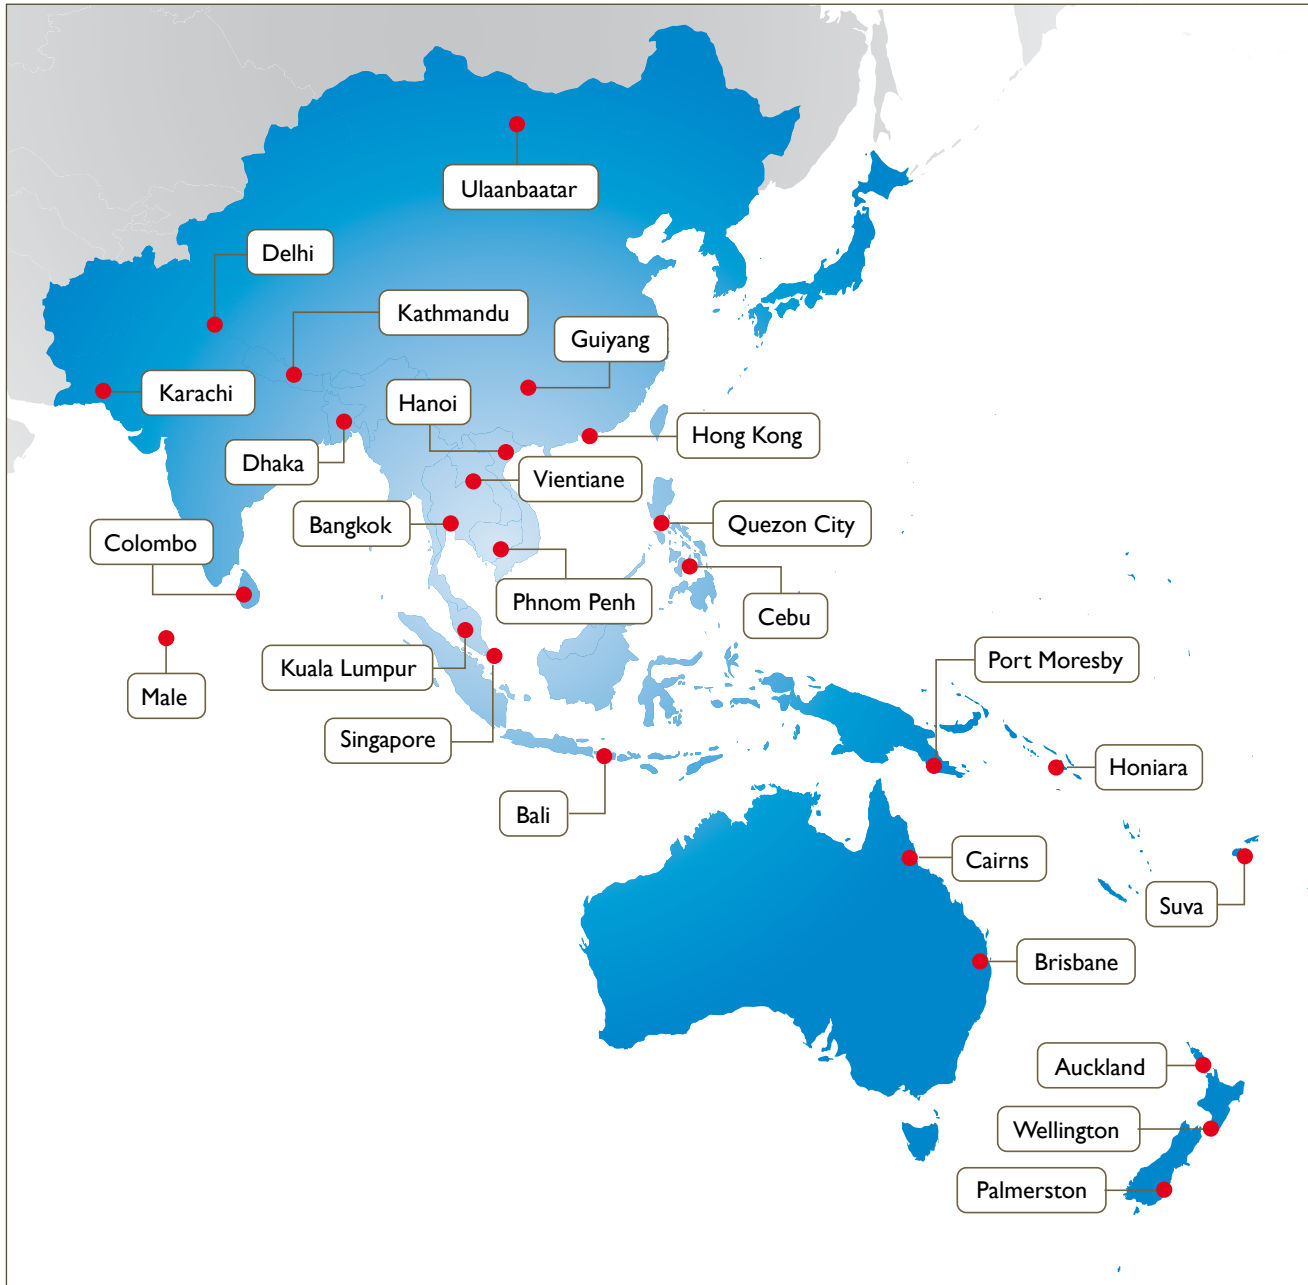 Ulaanbaatar
Delhi
Kathmandu
Guiyang
Karachi
Hanoi
Hong Kong
Dhaka
Vientiane
Bangkok
Quezon City
Colombo
Phnom Penh
Cebu
Port Moresby
Kuala Lumpur
Male
Singapore
Honiara
Bali
Cairns
Suva
Brisbane
Auckland
Wellington
Palmerston